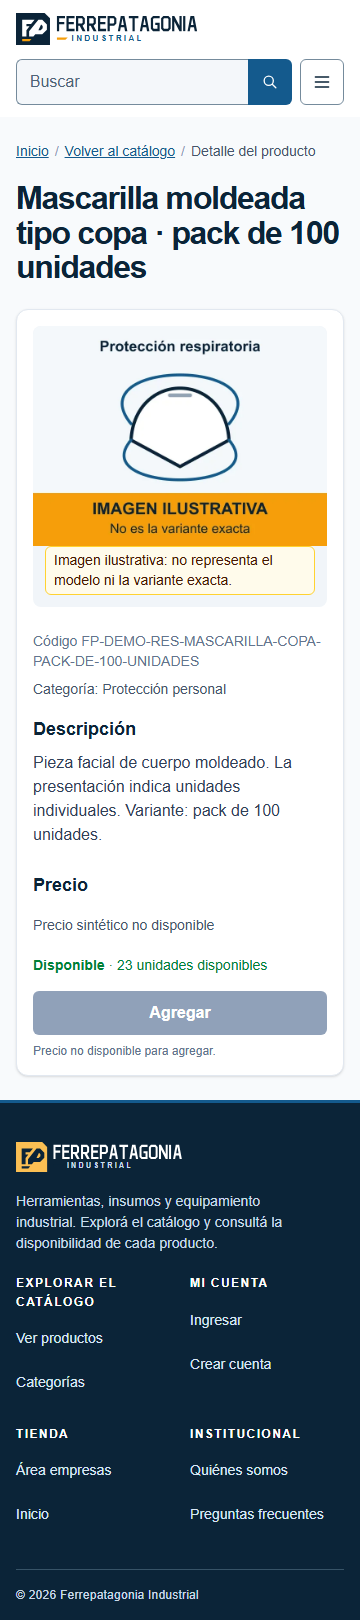 FP FERREPATAGONIA
INDUSTRIAL
Buscar
Inicio / Volver al catálogo / Detalle del producto
Mascarilla moldeada
tipo copa · pack de 100
unidades
Protección respiratoria
IMAGEN ILUSTRATIVA
No es la variante exacta
Imagen ilustrativa: no representa el
modelo ni la variante exacta.
Código FP-DEMO-RES-MASCARILLA-COPA-
PACK-DE-100-UNIDADES
Categoría: Protección personal
Descripción
Pieza facial de cuerpo moldeado. La
presentación indica unidades
individuales. Variante: pack de 100
unidades.
Precio
Precio sintético no disponible
Disponible · 23 unidades disponibles
Agregar
Precio no disponible para agregar.
FP FERREPATAGONIA
INDUSTRIAL
Herramientas, insumos y equipamiento
industrial. Explorá el catálogo y consultá la
disponibilidad de cada producto.
EXPLORAR EL
CATÁLOGO
Ver productos
Categorías
MI CUENTA
Ingresar
Crear cuenta
TIENDA
Área empresas
Inicio
INSTITUCIONAL
Quiénes somos
Preguntas frecuentes
© 2026 Ferrepatagonia Industrial